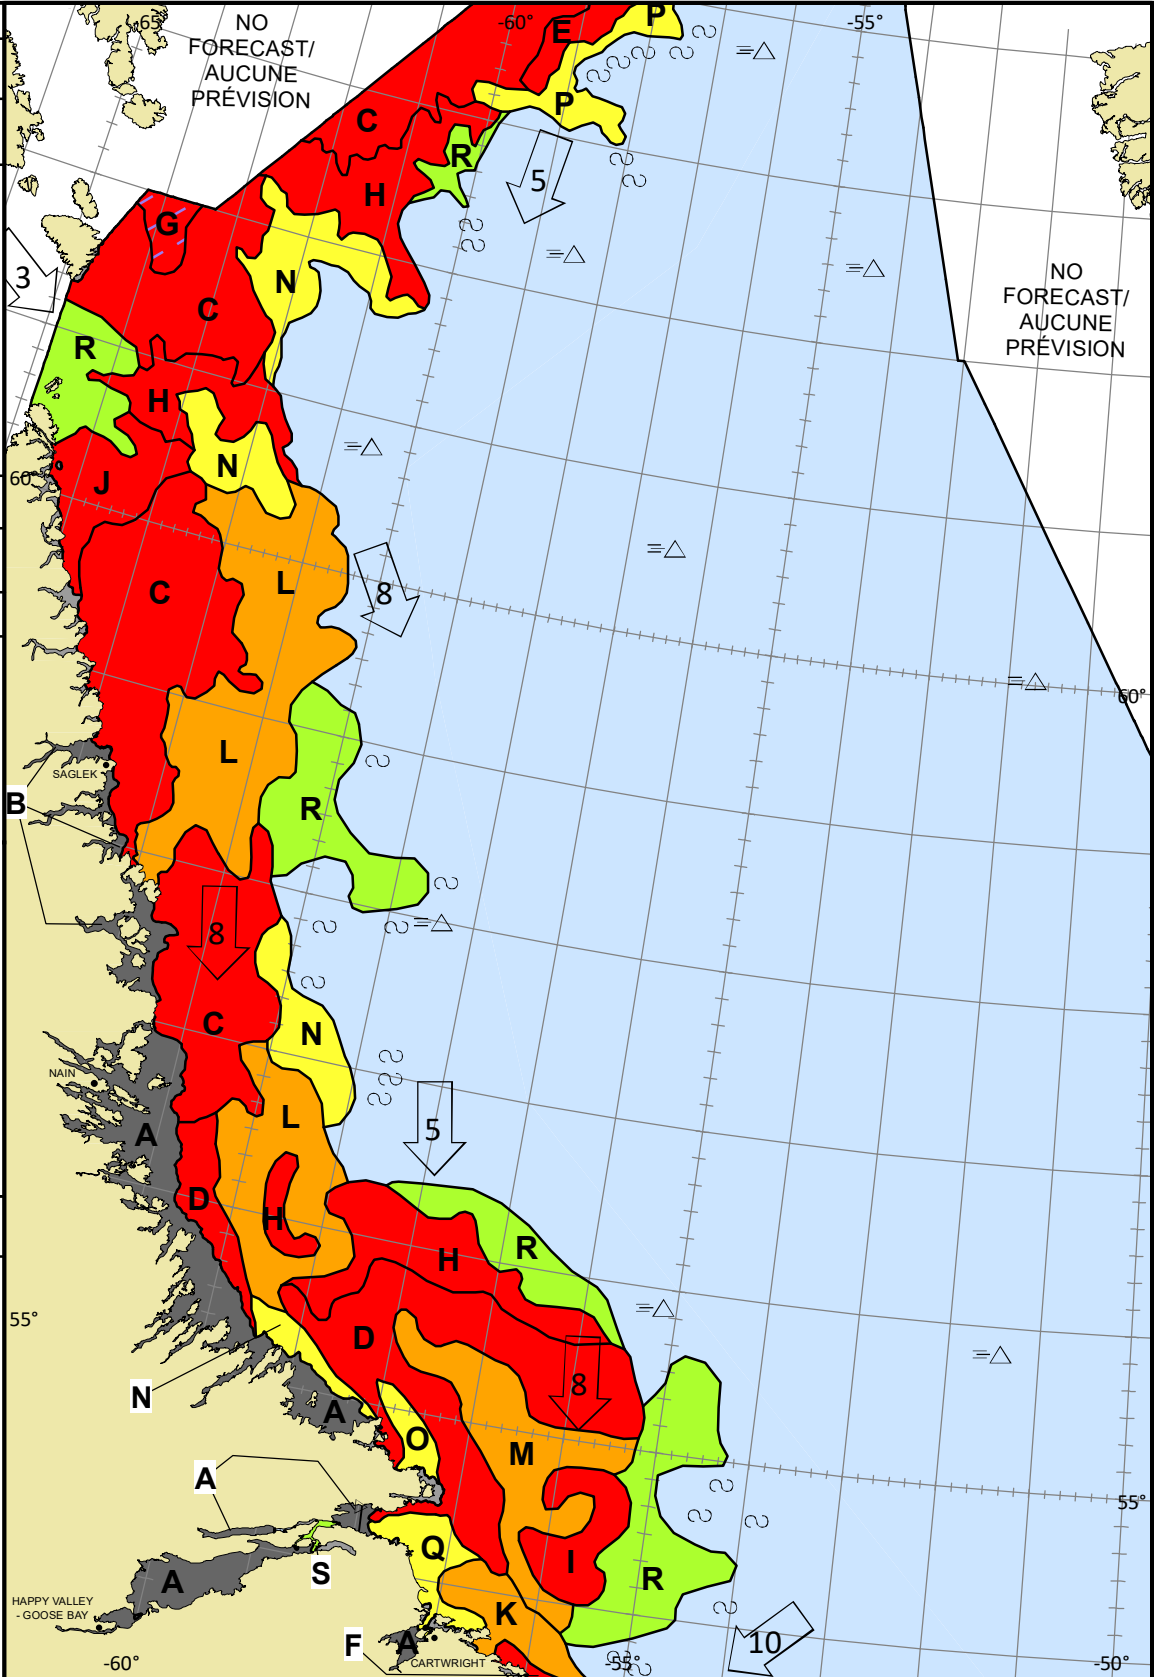 65°
NO
FORECAST/
AUCUNE
PRÉVISION
-60°
E
P
-55°
C
P
R
5
H
G
3
N
C
NO
FORECAST/
AUCUNE
PRÉVISION
R
H
N
60°
J
C
L
8
60°
L
SAGLEK
B
R
8
C
N
NAIN
L
A
5
D
H
R
H
55°
D
8
N
A
O
M
A
55°
Q
I
S
A
R
HAPPY VALLEY
- GOOSE BAY
K
F
A
10
-60°
CARTWRIGHT
-55°
-50°